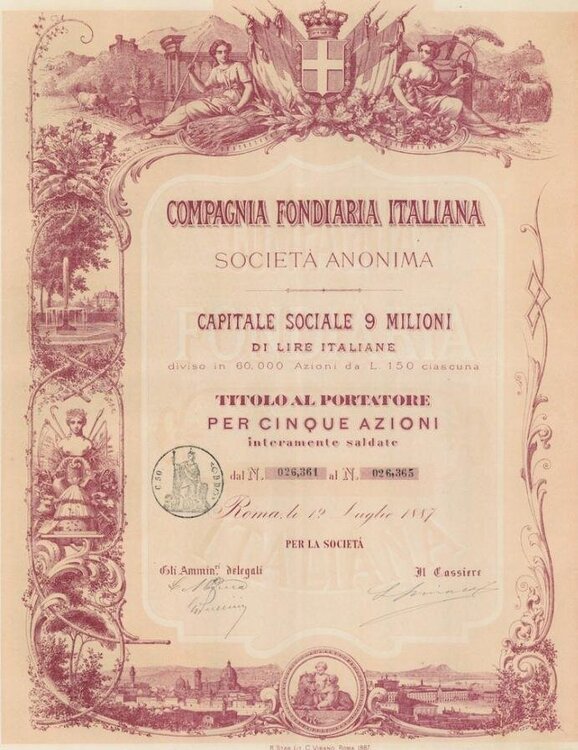 COMPAGNIA FONDIARIA ITALIANA
SOCIETÀ ANONIMA
CAPITALE SOCIALE 9 MILIONI
DI LIRE ITALIANE
diviso in 60,000 Azioni da L. 150 ciascuna
TITOLO AL PORTATORE
PER CINQUE AZIONI
interamente saldate
dal N. 026,361 al N. 026,365
Roma, le 12 Luglio 1887
PER LA SOCIETÀ
Gli Ammin.ri delegati Il Cassiere